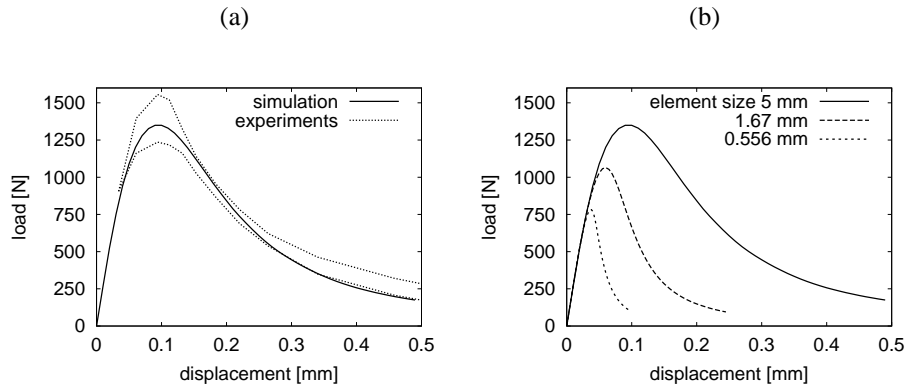 (a)
1500
1250
1000
750
500
250
0
load [N]
simulation
experiments
0 0.1 0.2 0.3 0.4 0.5
displacement [mm]
(b)
1500
1250
1000
750
500
250
0
load [N]
element size 5 mm
1.67 mm
0.556 mm
0 0.1 0.2 0.3 0.4 0.5
displacement [mm]